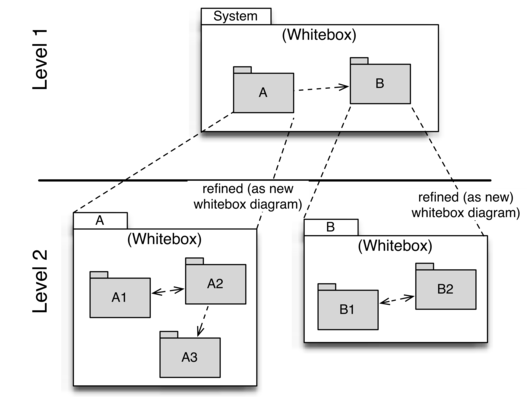 Level 1
System
(Whitebox)
A
B
refined (as new
whitebox diagram)
refined (as new)
whitebox diagram)
Level 2
A
(Whitebox)
A1
A2
A3
B
(Whitebox)
B1
B2